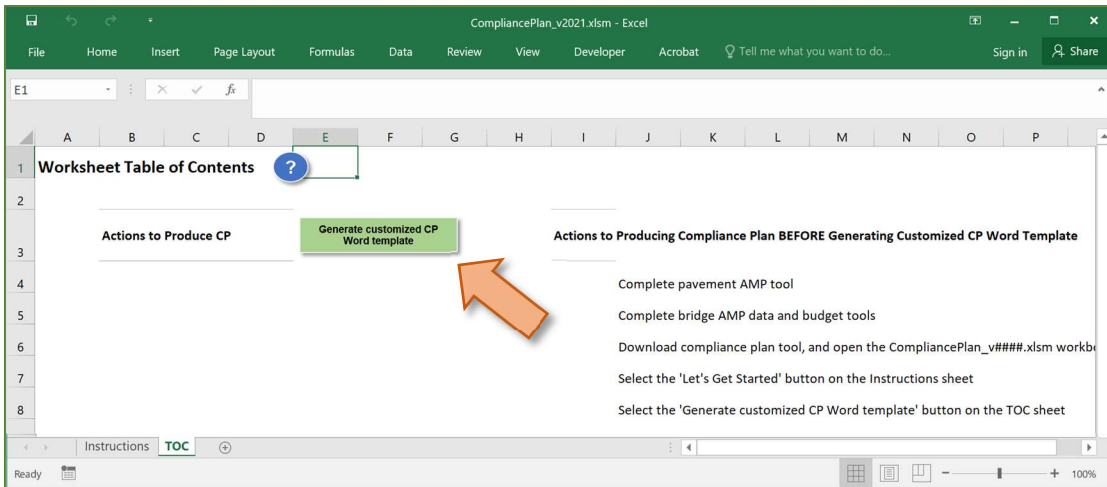 CompliancePlan_v2021.xlsm - Excel
File Home Insert Page Layout Formulas Data Review View Developer Acrobat Tell me what you want to do... Sign in Share
E1 fx
A B C D E F G H I J K L M N O P
1 Worksheet Table of Contents ?
2
3 Actions to Produce CP
Generate customized CP
Word template
Actions to Producing Compliance Plan BEFORE Generating Customized CP Word Template
4 Complete pavement AMP tool
5 Complete bridge AMP data and budget tools
6 Download compliance plan tool, and open the CompliancePlan_v####.xlsm workb
7 Select the 'Let's Get Started' button on the Instructions sheet
8 Select the 'Generate customized CP Word template' button on the TOC sheet
Instructions TOC
Ready 100%